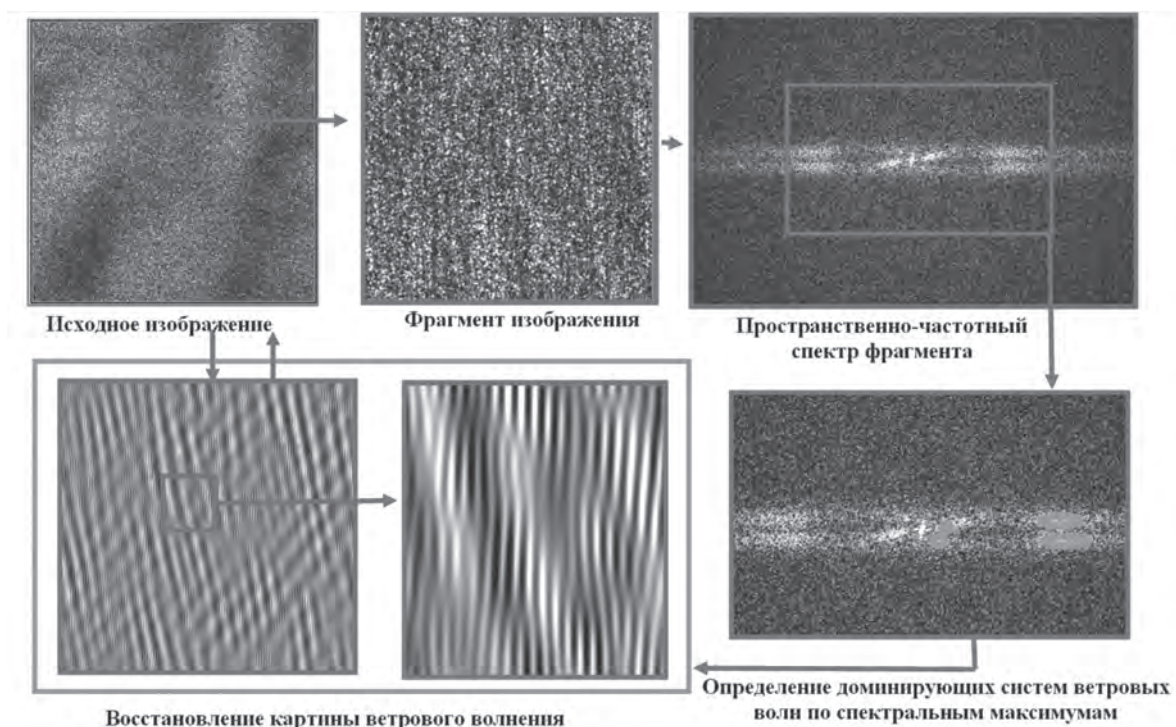 Исходное изображение
Фрагмент изображения
Пространственно-частотный
спектр фрагмента
Определение доминирующих систем ветровых
волн по спектральным максимумам
Восстановление картины ветрового волнения